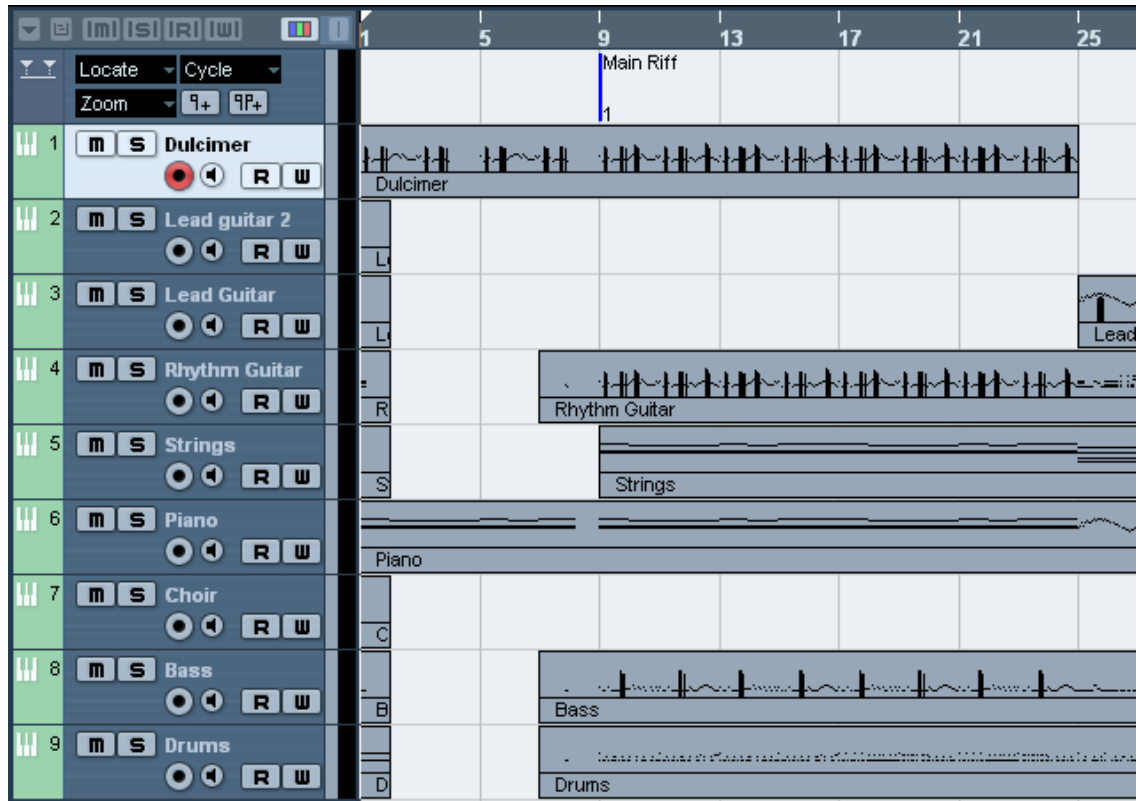 M S R W
1 5 9 13 17 21 25
Locate Cycle
Main Riff
Zoom
1
1 m S Dulcimer
R W
Dulcimer
2 m S Lead guitar 2
R W
L
3 m S Lead Guitar
R W
L
Lead
4 m S Rhythm Guitar
R W
R
Rhythm Guitar
5 m S Strings
R W
S
Strings
6 m S Piano
R W
Piano
7 m S Choir
R W
C
8 m S Bass
R W
B
Bass
9 m S Drums
R W
D
Drums